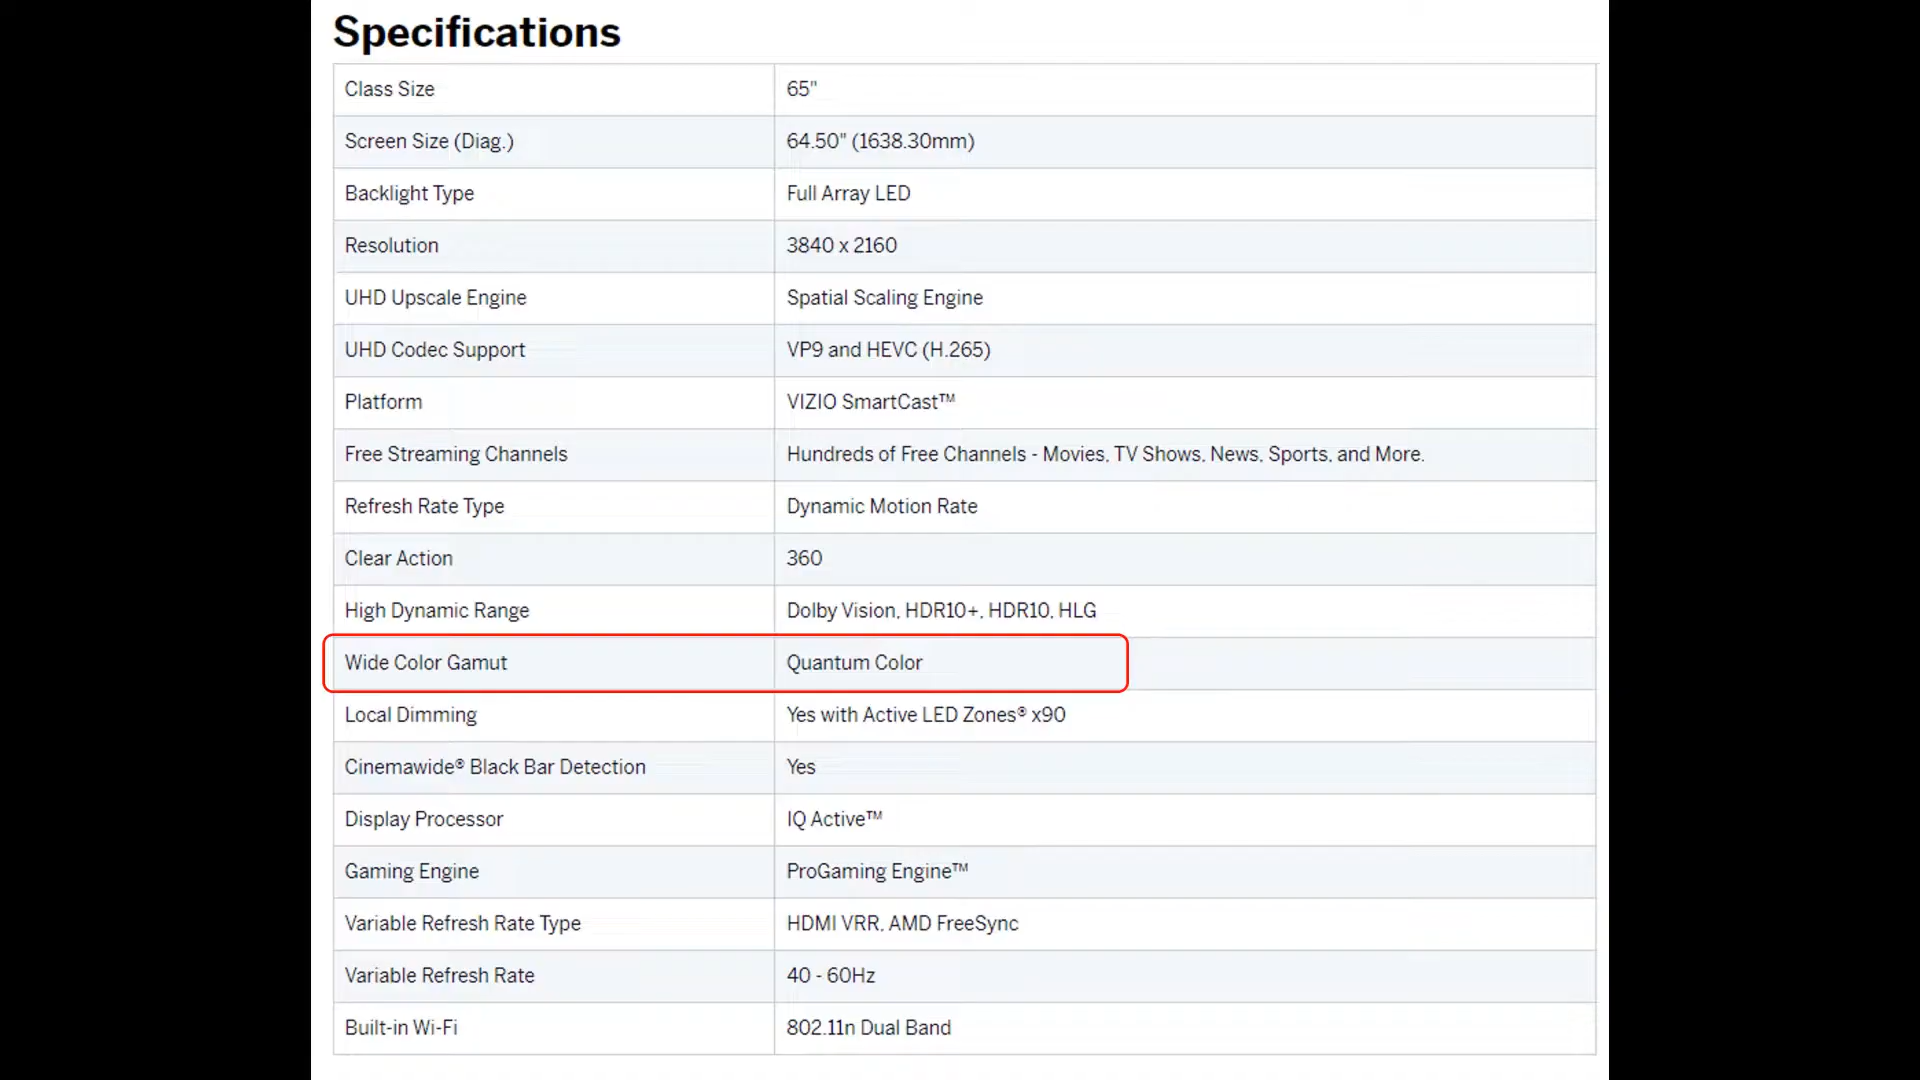 Specifications
Class Size 65"
Screen Size (Diag.) 64.50" (1638.30mm)
Backlight Type Full Array LED
Resolution 3840 x 2160
UHD Upscale Engine Spatial Scaling Engine
UHD Codec Support VP9 and HEVC (H.265)
Platform VIZIO SmartCast™
Free Streaming Channels Hundreds of Free Channels - Movies, TV Shows, News, Sports, and More.
Refresh Rate Type Dynamic Motion Rate
Clear Action 360
High Dynamic Range Dolby Vision, HDR10+, HDR10, HLG
Wide Color Gamut Quantum Color
Local Dimming Yes with Active LED Zones® x90
Cinemawide® Black Bar Detection Yes
Display Processor IQ Active™
Gaming Engine ProGaming Engine™
Variable Refresh Rate Type HDMI VRR, AMD FreeSync
Variable Refresh Rate 40 - 60Hz
Built-in Wi-Fi 802.11n Dual Band